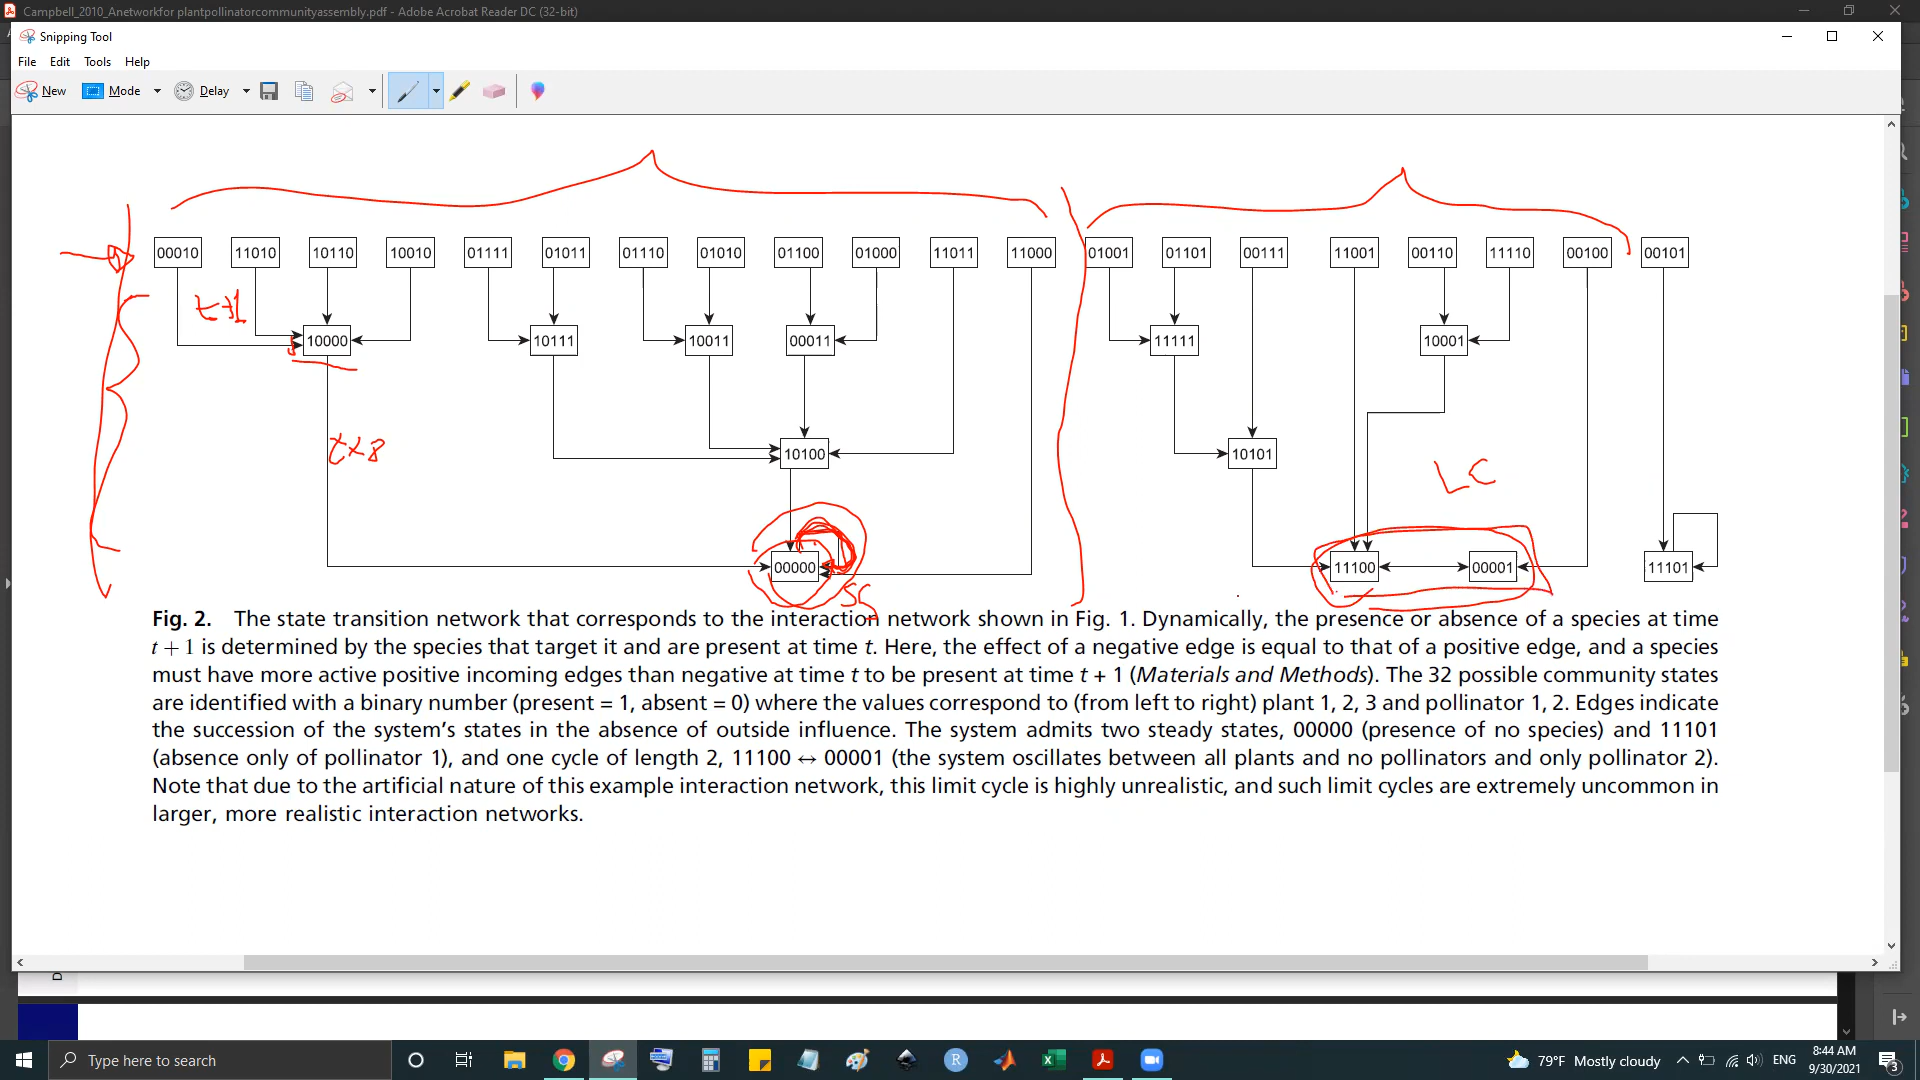 Campbell_2010_Anetworkfor plantpollinatorcommunityassembly.pdf - Adobe Acrobat Reader DC (32-bit)
Snipping Tool
File Edit Tools Help
New Mode Delay
00010 11010 10110 10010 01111 01011 01110 01010 01100 01000 11011 11000 01001 01101 00111 11001 00110 11110 00100 00101
t+1
10000 10111 10011 00011 11111 10001
10100 10101
LC
00000 11100 00001 11101
SS
Fig. 2. The state transition network that corresponds to the interaction network shown in Fig. 1. Dynamically, the presence or absence of a species at time
t + 1 is determined by the species that target it and are present at time t. Here, the effect of a negative edge is equal to that of a positive edge, and a species
must have more active positive incoming edges than negative at time t to be present at time t + 1 (Materials and Methods). The 32 possible community states
are identified with a binary number (present = 1, absent = 0) where the values correspond to (from left to right) plant 1, 2, 3 and pollinator 1, 2. Edges indicate
the succession of the system's states in the absence of outside influence. The system admits two steady states, 00000 (presence of no species) and 11101
(absence only of pollinator 1), and one cycle of length 2, 11100 ↔ 00001 (the system oscillates between all plants and no pollinators and only pollinator 2).
Note that due to the artificial nature of this example interaction network, this limit cycle is highly unrealistic, and such limit cycles are extremely uncommon in
larger, more realistic interaction networks.
Type here to search
79°F Mostly cloudy
ENG
8:44 AM
9/30/2021
3